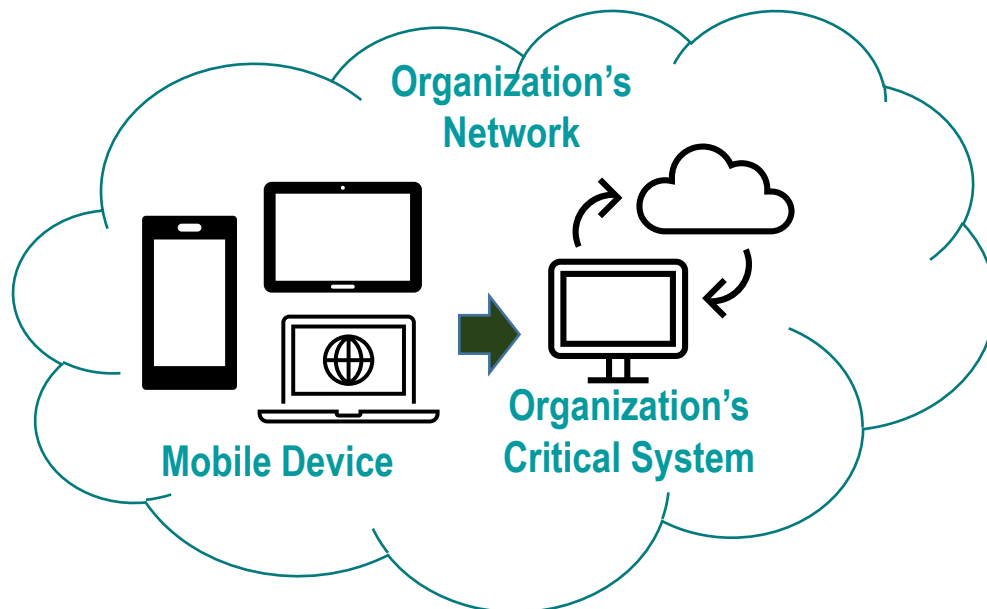 Organization’s
Network
Mobile Device
Organization’s
Critical System